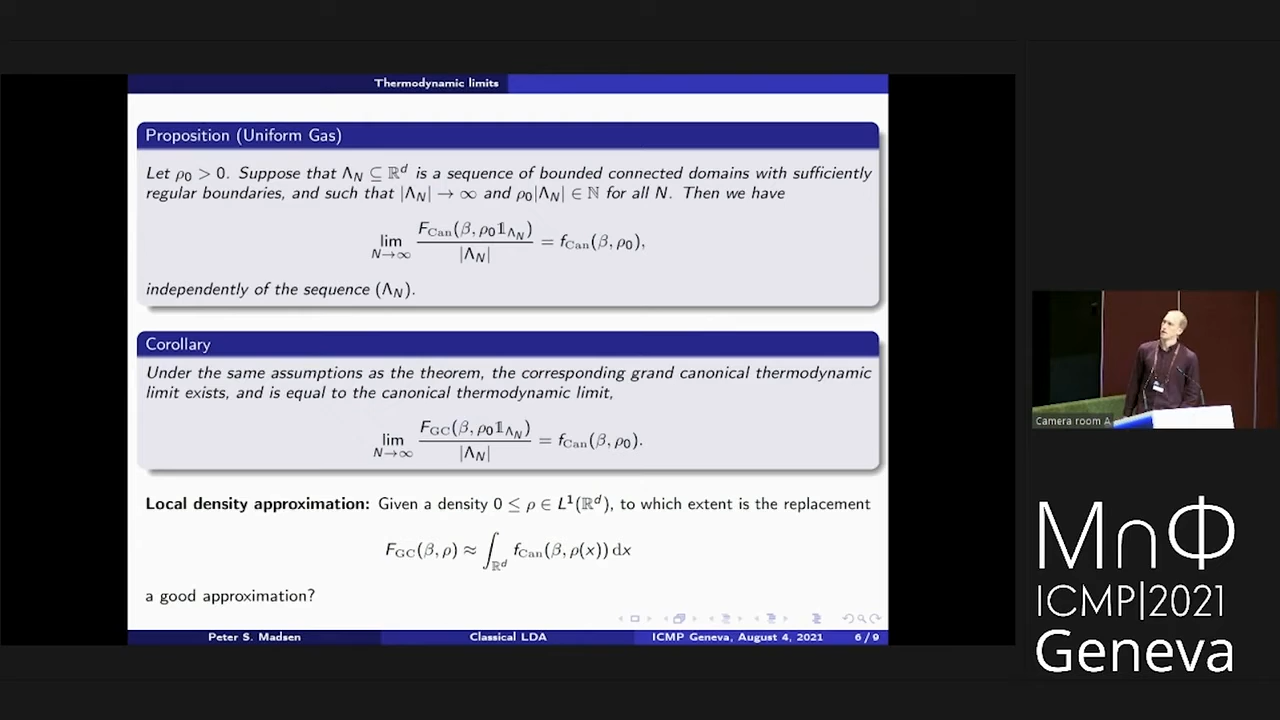 Thermodynamic limits
Proposition (Uniform Gas)
Let ρ₀ > 0. Suppose that Λ_N ⊆ ℝ^d is a sequence of bounded connected domains with sufficiently
regular boundaries, and such that |Λ_N| → ∞ and ρ₀|Λ_N| ∈ ℕ for all N. Then we have
lim_{N→∞} F_Can(β, ρ₀𝟙_{Λ_N}) / |Λ_N| = f_Can(β, ρ₀),
independently of the sequence (Λ_N).
Corollary
Under the same assumptions as the theorem, the corresponding grand canonical thermodynamic
limit exists, and is equal to the canonical thermodynamic limit,
lim_{N→∞} F_GC(β, ρ₀𝟙_{Λ_N}) / |Λ_N| = f_Can(β, ρ₀).
Local density approximation: Given a density 0 ≤ ρ ∈ L¹(ℝ^d), to which extent is the replacement
F_GC(β, ρ) ≈ ∫_{ℝ^d} f_Can(β, ρ(x)) dx
a good approximation?
Peter S. Madsen Classical LDA ICMP Geneva, August 4, 2021 6 / 9
Camera room A
M∩Φ
ICMP|2021
Geneva